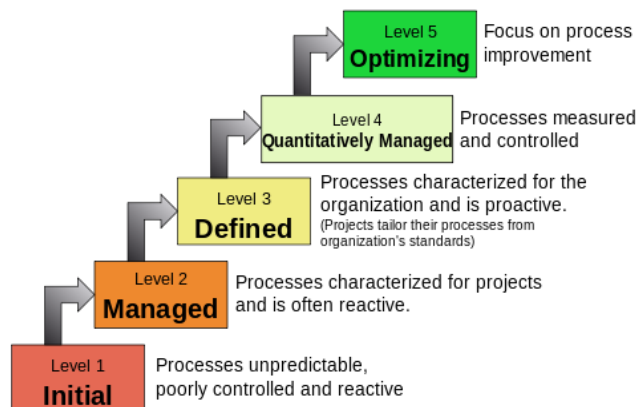 Level 5
Optimizing
Focus on process
improvement
Level 4
Quantitatively Managed
Processes measured
and controlled
Level 3
Defined
Processes characterized for the
organization and is proactive.
(Projects tailor their processes from
organization's standards)
Level 2
Managed
Processes characterized for projects
and is often reactive.
Level 1
Initial
Processes unpredictable,
poorly controlled and reactive